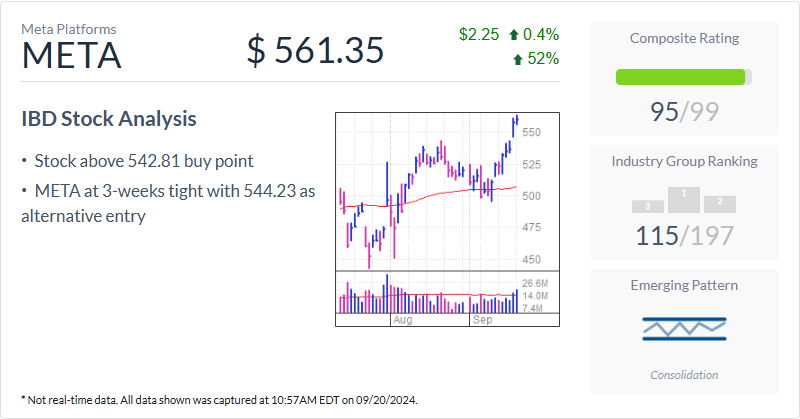 Meta Platforms
META
$ 561.35
$2.25 0.4%
52%
IBD Stock Analysis
• Stock above 542.81 buy point
• META at 3-weeks tight with 544.23 as
alternative entry
550
525
500
475
450
26.6M
14.0M
7.4M
Aug
Sep
Composite Rating
95/99
Industry Group Ranking
3
1
2
115/197
Emerging Pattern
Consolidation
* Not real-time data. All data shown was captured at 10:57AM EDT on 09/20/2024.